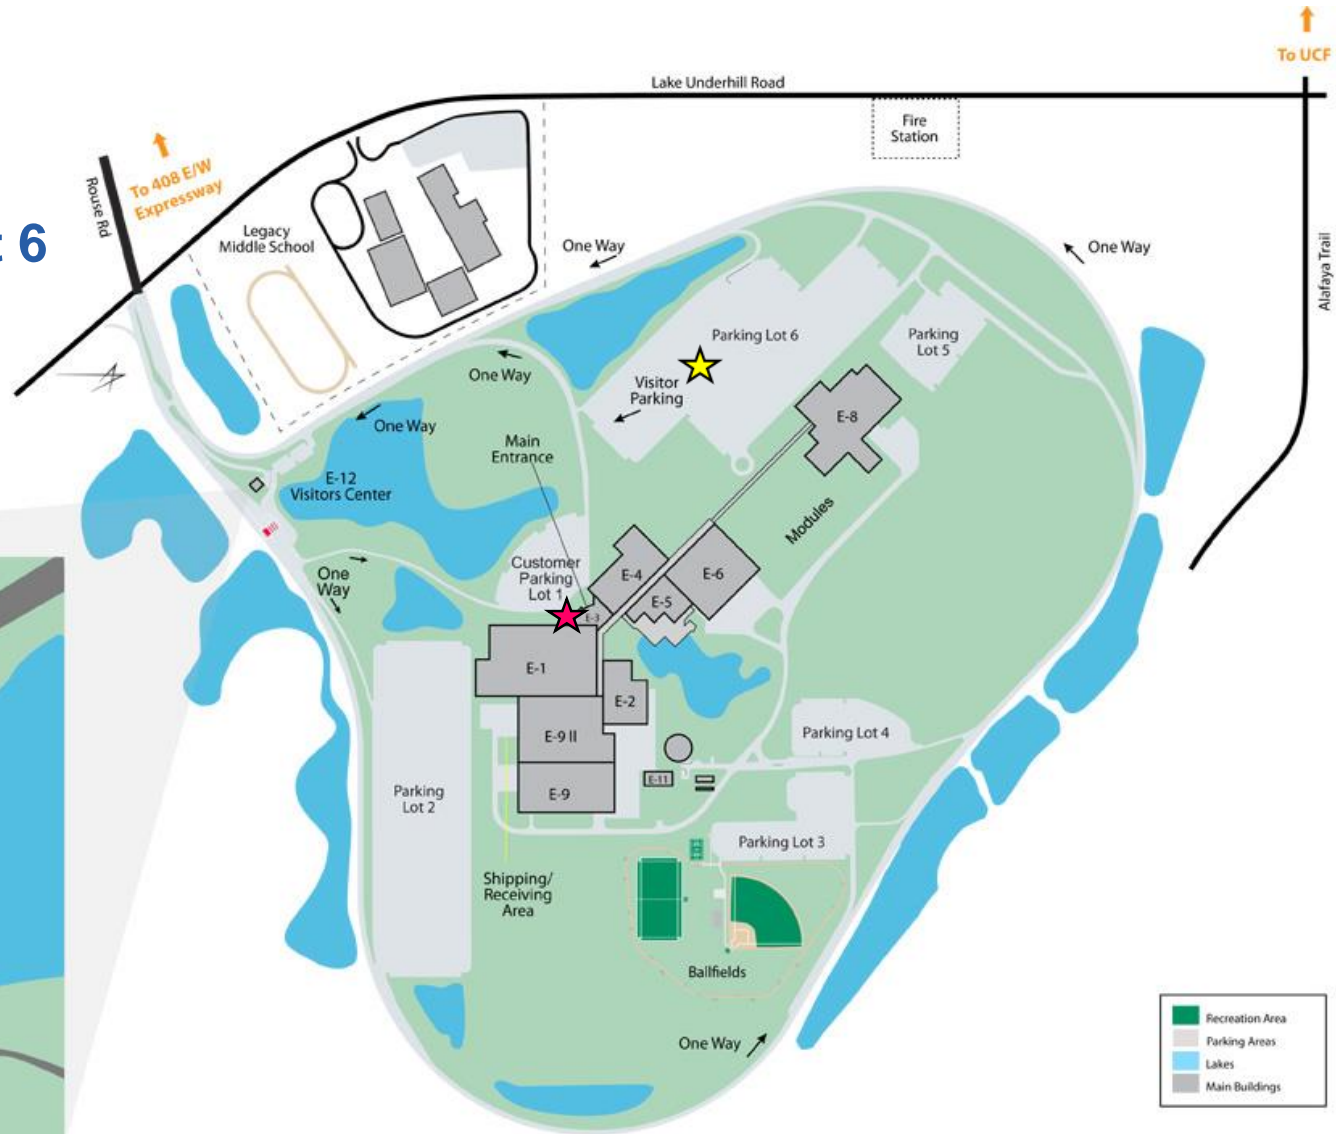 To UCF
Lake Underhill Road
Fire
Station
To 408 E/W
Expressway
Rouse Rd
Legacy
Middle School
6
One Way
One Way
Alafaya Trail
Parking Lot 6
Parking
Lot 5
One Way
Visitor
Parking
One Way
E-8
Main
Entrance
E-12
Visitors Center
Modules
One
Way
Customer
Parking
Lot 1
E-4
E-6
E-5
E-3
E-1
E-2
E-9 II
Parking Lot 4
E-11
E-9
Parking
Lot 2
Parking Lot 3
Shipping/
Receiving
Area
Ballfields
One Way
Recreation Area
Parking Areas
Lakes
Main Buildings